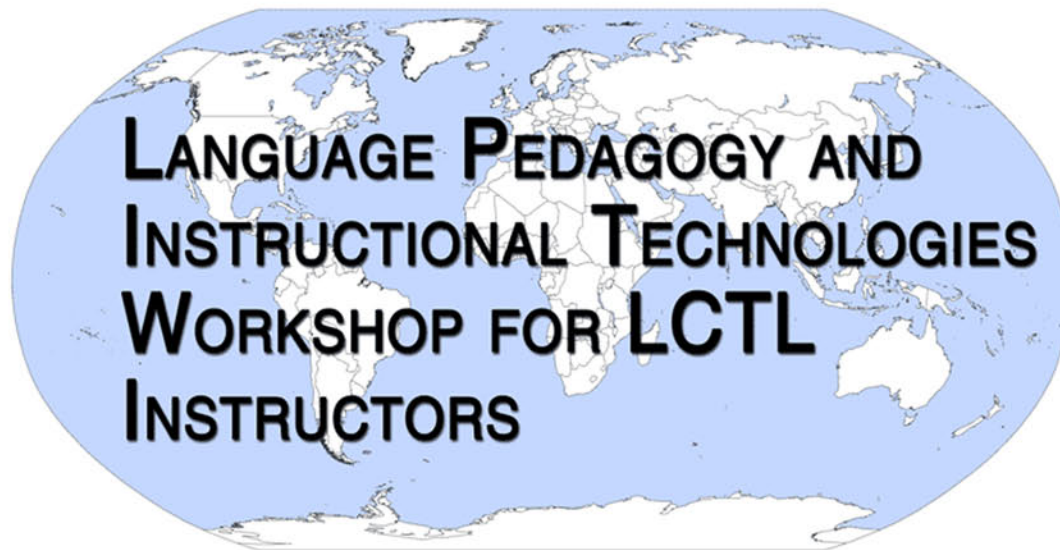 Language Pedagogy and
Instructional Technologies
Workshop for LCTL
Instructors